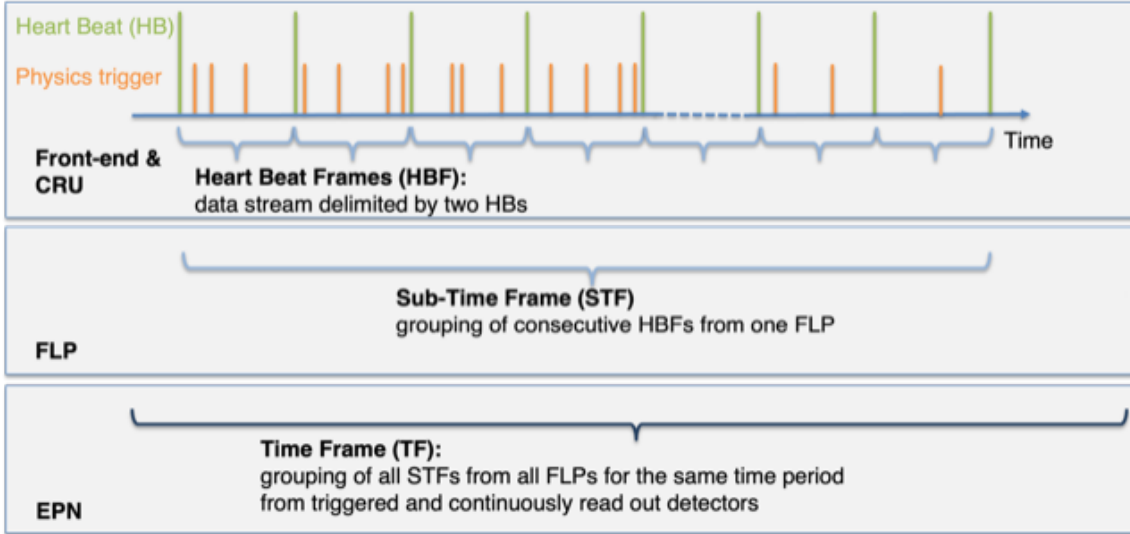 Heart Beat (HB)
Physics trigger
Time
Front-end &
CRU
Heart Beat Frames (HBF):
data stream delimited by two HBs
Sub-Time Frame (STF)
grouping of consecutive HBFs from one FLP
FLP
Time Frame (TF):
grouping of all STFs from all FLPs for the same time period
from triggered and continuously read out detectors
EPN